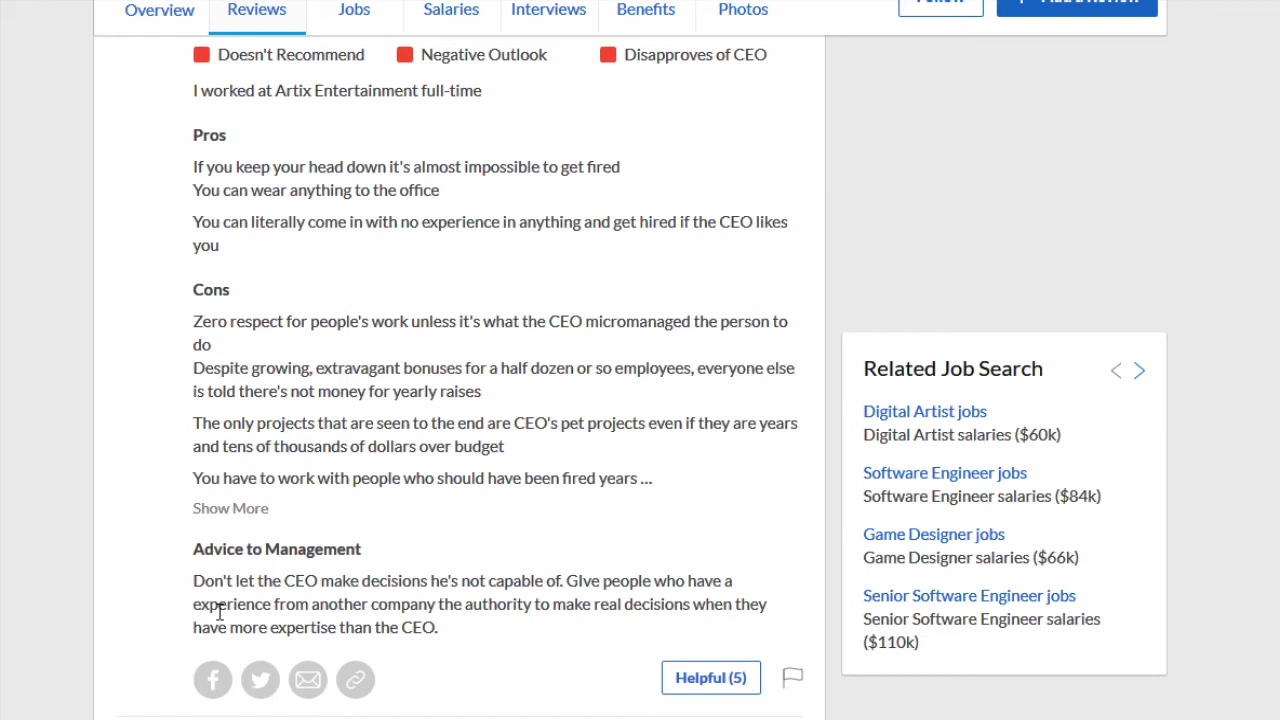 Overview Reviews Jobs Salaries Interviews Benefits Photos Follow + Add a Review
Doesn't Recommend Negative Outlook Disapproves of CEO
I worked at Artix Entertainment full-time
Pros
If you keep your head down it's almost impossible to get fired
You can wear anything to the office
You can literally come in with no experience in anything and get hired if the CEO likes
you
Cons
Zero respect for people's work unless it's what the CEO micromanaged the person to
do
Despite growing, extravagant bonuses for a half dozen or so employees, everyone else
is told there's not money for yearly raises
The only projects that are seen to the end are CEO's pet projects even if they are years
and tens of thousands of dollars over budget
You have to work with people who should have been fired years ...
Show More
Advice to Management
Don't let the CEO make decisions he's not capable of. GIve people who have a
experience from another company the authority to make real decisions when they
have more expertise than the CEO.
Helpful (5)
Related Job Search
Digital Artist jobs
Digital Artist salaries ($60k)
Software Engineer jobs
Software Engineer salaries ($84k)
Game Designer jobs
Game Designer salaries ($66k)
Senior Software Engineer jobs
Senior Software Engineer salaries
($110k)